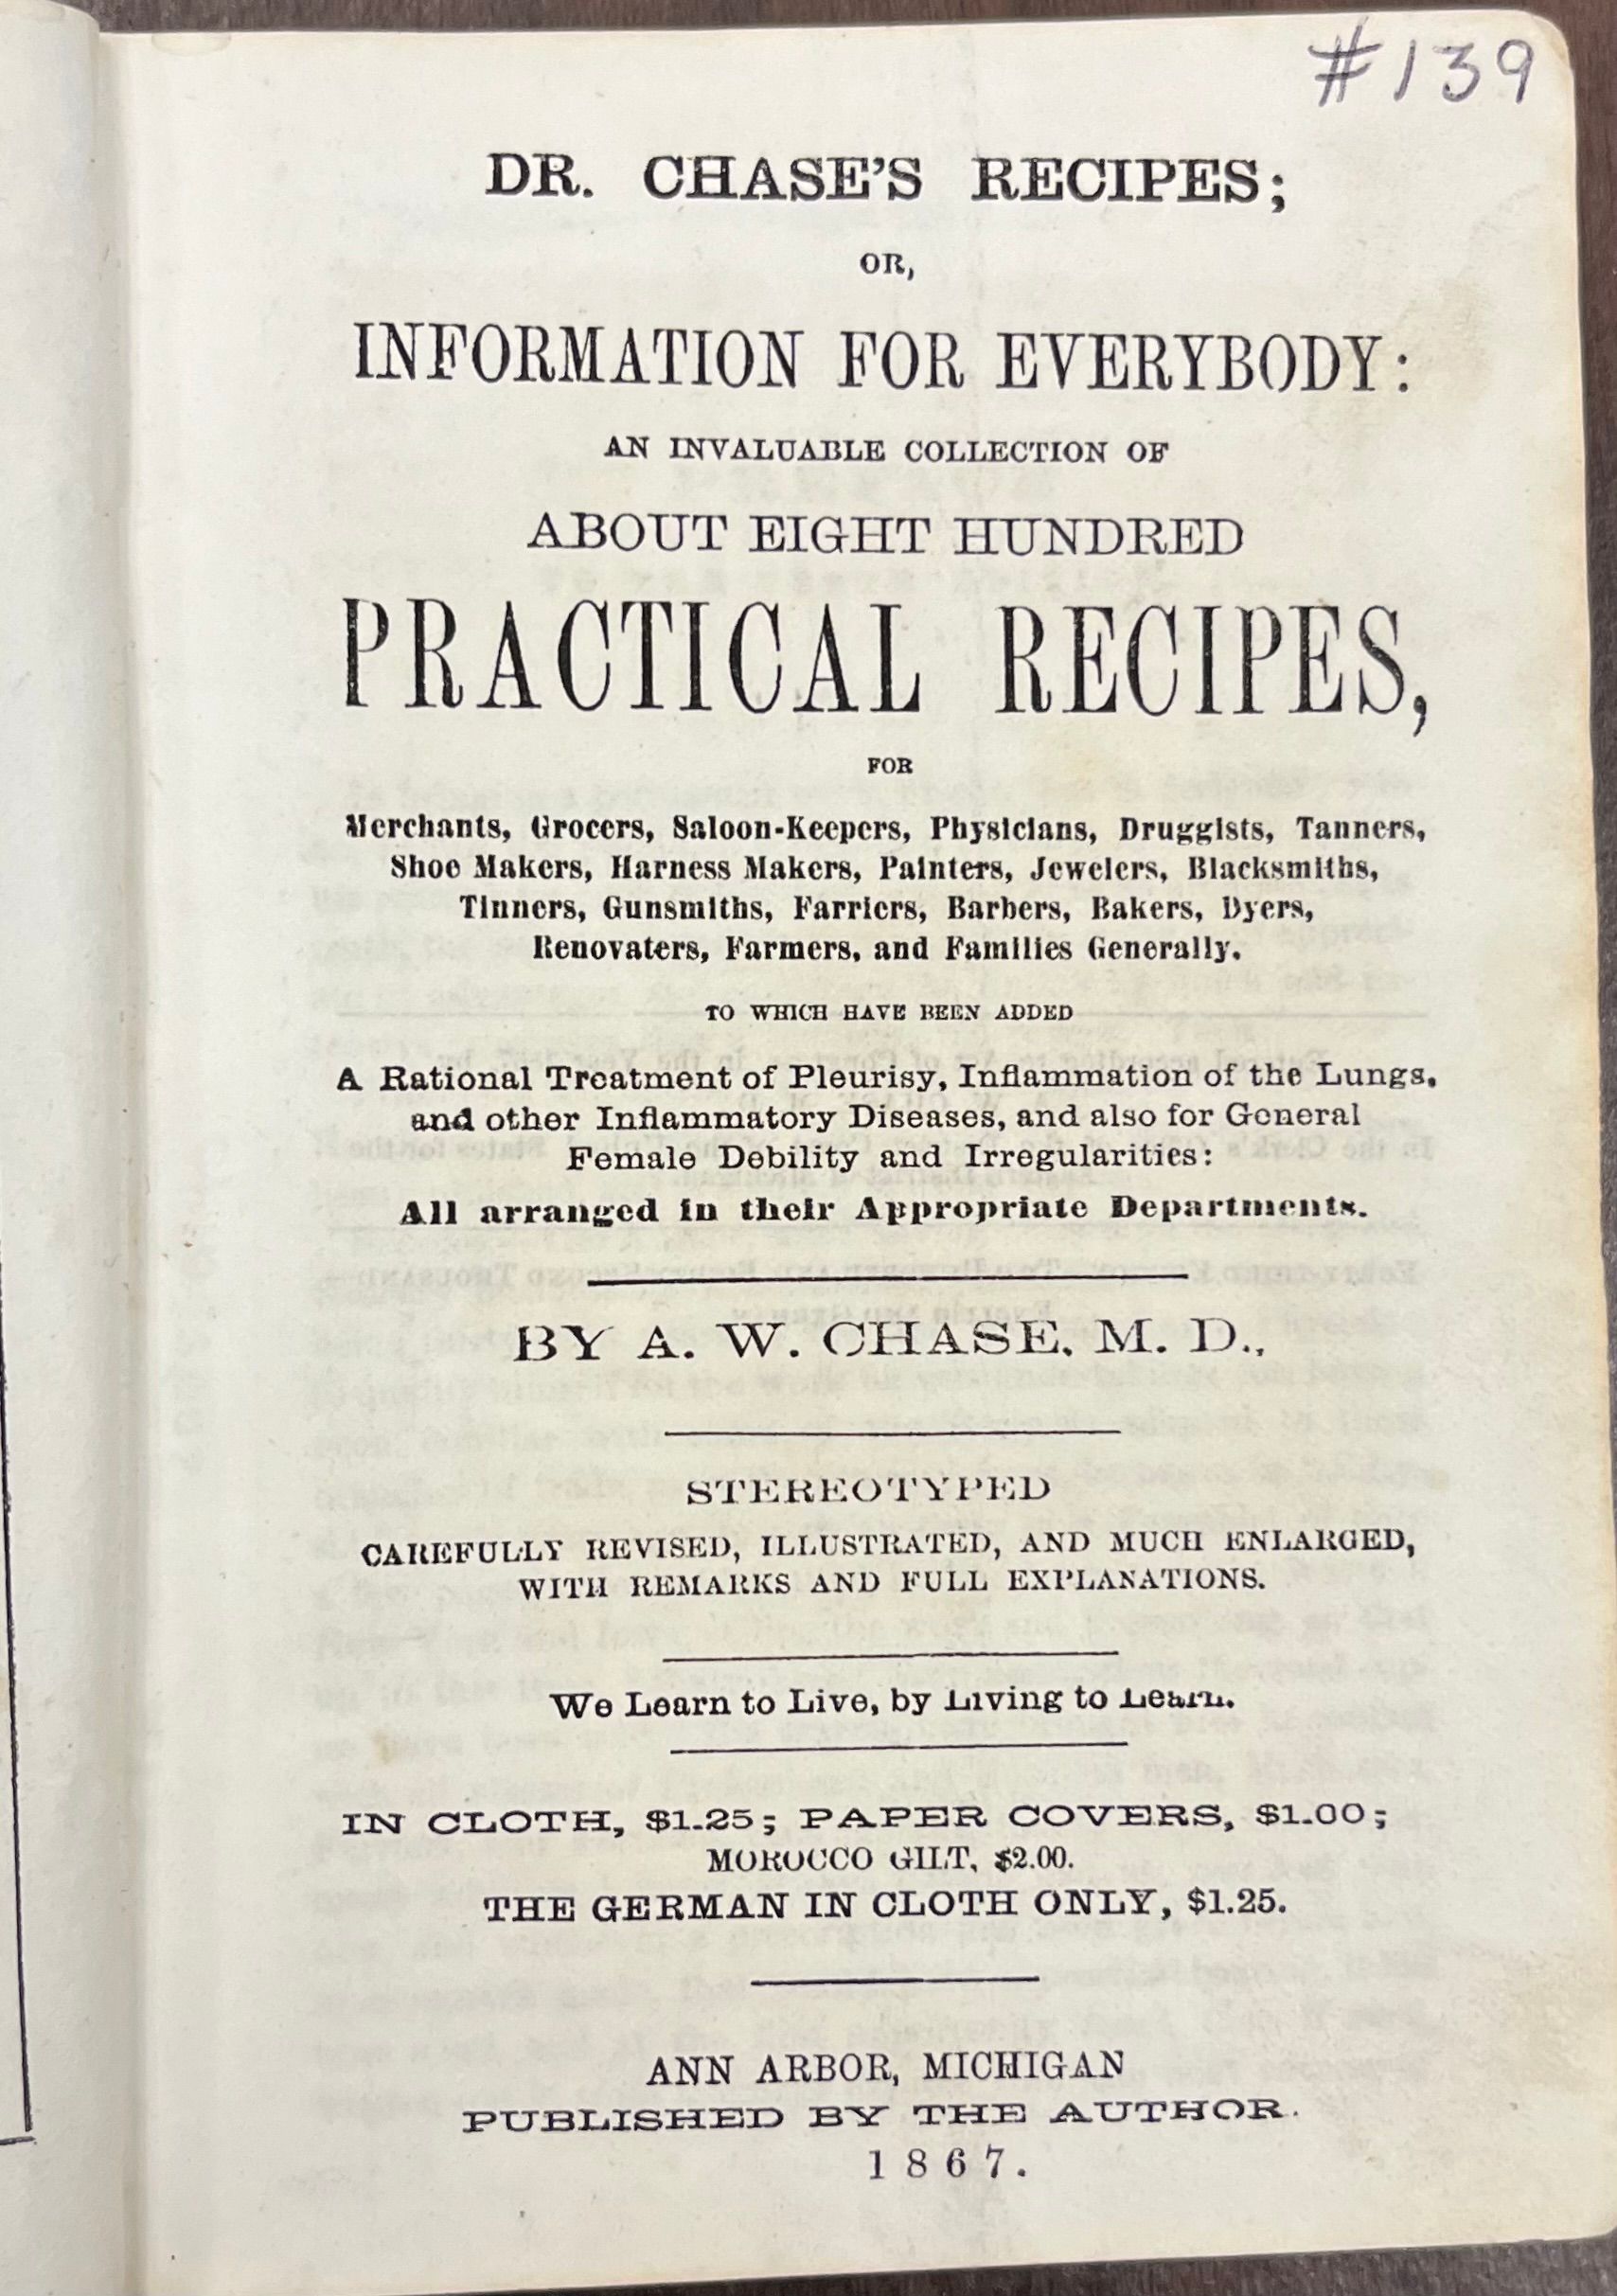 #139
DR. CHASE'S RECIPES;
OR,
INFORMATION FOR EVERYBODY:
AN INVALUABLE COLLECTION OF
ABOUT EIGHT HUNDRED
PRACTICAL RECIPES,
FOR
Merchants, Grocers, Saloon-Keepers, Physicians, Druggists, Tanners,
Shoe Makers, Harness Makers, Painters, Jewelers, Blacksmiths,
Tinners, Gunsmiths, Farriers, Barbers, Bakers, Dyers,
Renovaters, Farmers, and Families Generally.
TO WHICH HAVE BEEN ADDED
A Rational Treatment of Pleurisy, Inflammation of the Lungs,
and other Inflammatory Diseases, and also for General
Female Debility and Irregularities:
All arranged in their Appropriate Departments.
BY A. W. CHASE, M. D.,
STEREOTYPED
CAREFULLY REVISED, ILLUSTRATED, AND MUCH ENLARGED,
WITH REMARKS AND FULL EXPLANATIONS.
We Learn to Live, by Living to Learn.
IN CLOTH, $1.25; PAPER COVERS, $1.00;
MOROCCO GILT, $2.00.
THE GERMAN IN CLOTH ONLY, $1.25.
ANN ARBOR, MICHIGAN
PUBLISHED BY THE AUTHOR.
1867.